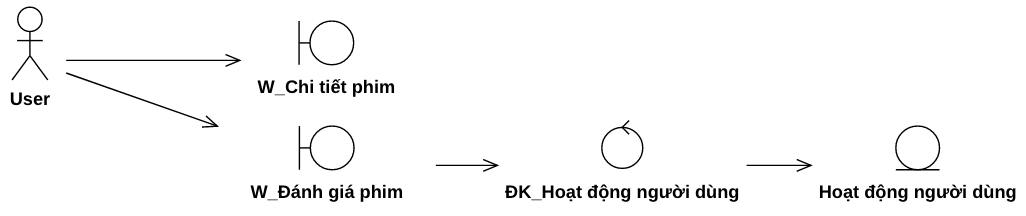 W_Chi tiết phim
User
W_Đánh giá phim
ĐK_Hoạt động người dùng
Hoạt động người dùng